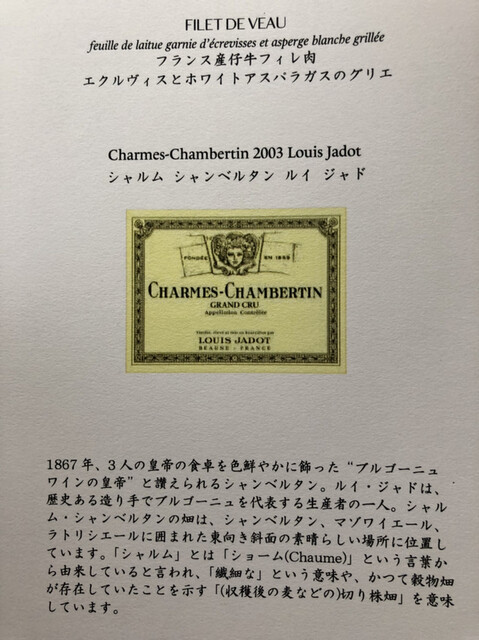 FILET DE VEAU
feuille de laitue garnie d'écrevisses et asperge blanche grillée
フランス産仔牛フィレ肉
エクルヴィスとホワイトアスパラガスのグリエ
Charmes-Chambertin 2003 Louis Jadot
シャルム シャンベルタン ルイ ジャド
FONDÉE EN 1859
CHARMES-CHAMBERTIN
GRAND CRU
Appellation Contrôlée
LOUIS JADOT
BEAUNE - FRANCE
1867年、3人の皇帝の食卓を色鮮やかに飾った“ブルゴーニュ
ワインの皇帝”と讃えられるシャンベルタン。ルイ・ジャドは、
歴史ある造り手でブルゴーニュを代表する生産者の一人。シャル
ム・シャンベルタンの畑は、シャンベルタン、マゾワイエール、
ラトリシエールに囲まれた東向き斜面の素晴らしい場所に位置し
ています。「シャルム」とは「ショーム(Chaume)」という言葉か
ら由来していると言われ、「繊細な」という意味や、かつて穀物畑
が存在していたことを示す「(収穫後の麦などの)切り株畑」を意味
しています。